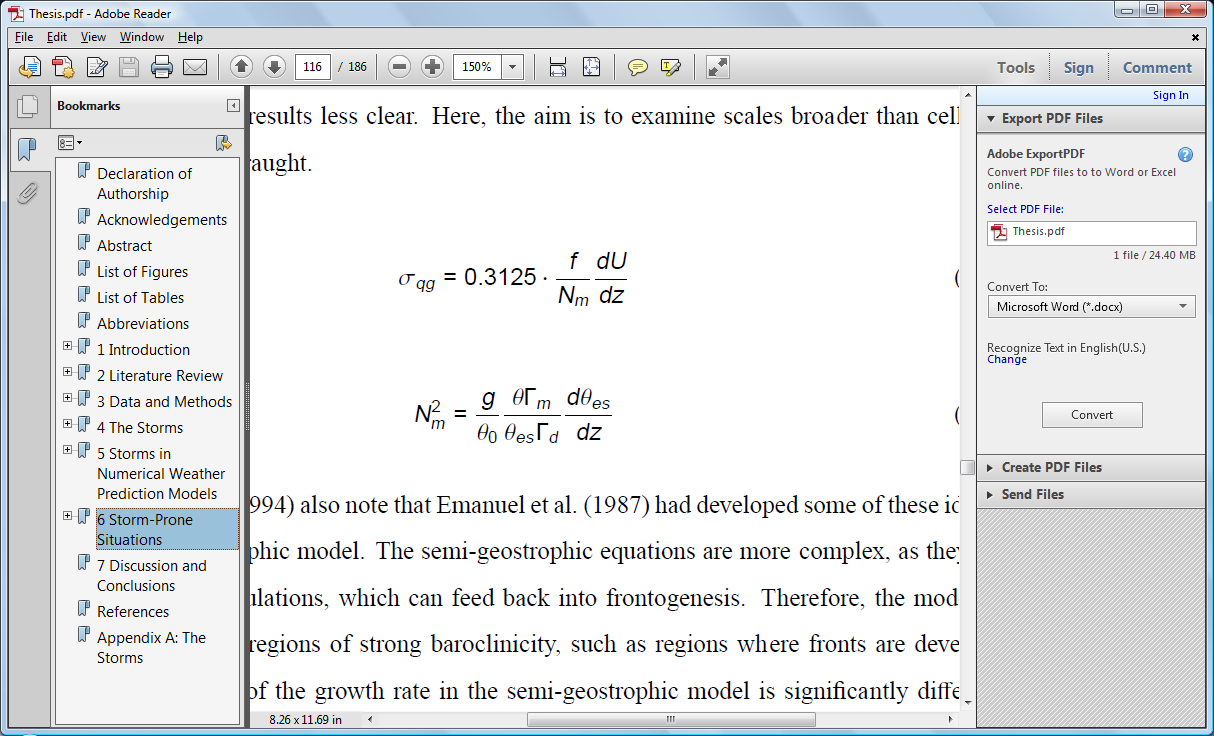 Thesis.pdf - Adobe Reader
File Edit View Window Help
116 / 186 150% Tools Sign Comment
Bookmarks
Declaration of
Authorship
Acknowledgements
Abstract
List of Figures
List of Tables
Abbreviations
1 Introduction
2 Literature Review
3 Data and Methods
4 The Storms
5 Storms in
Numerical Weather
Prediction Models
6 Storm-Prone
Situations
7 Discussion and
Conclusions
References
Appendix A: The
Storms
results less clear. Here, the aim is to examine scales broader than cell
raught.
σ_qg = 0.3125 · f/N_m dU/dz (
N_m^2 = g/θ_0 θΓ_m/θ_esΓ_d dθ_es/dz (
994) also note that Emanuel et al. (1987) had developed some of these id
phic model. The semi-geostrophic equations are more complex, as they
ulations, which can feed back into frontogenesis. Therefore, the mod
regions of strong baroclinicity, such as regions where fronts are deve
of the growth rate in the semi-geostrophic model is significantly diffe
8.26 x 11.69 in
Sign In
Export PDF Files
Adobe ExportPDF
Convert PDF files to to Word or Excel
online.
Select PDF File:
Thesis.pdf
1 file / 24.40 MB
Convert To:
Microsoft Word (*.docx)
Recognize Text in English(U.S.)
Change
Convert
Create PDF Files
Send Files